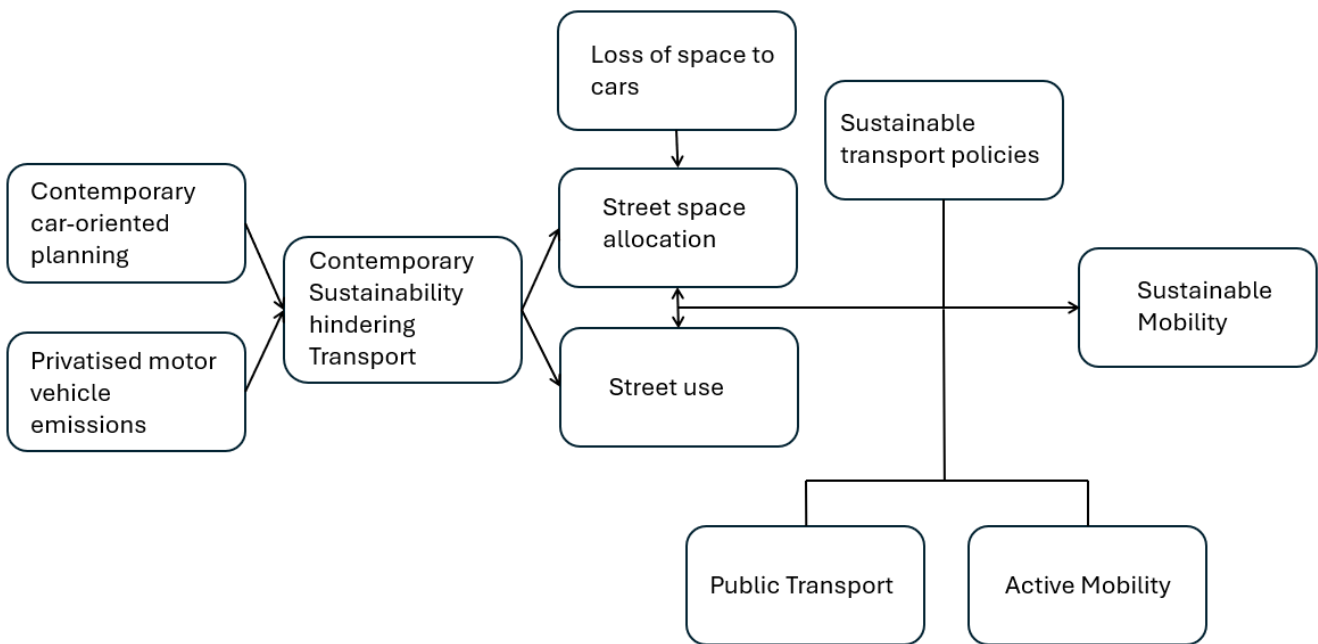 Loss of space to
cars
Sustainable
transport policies
Contemporary
car-oriented
planning
Street space
allocation
Contemporary
Sustainability
hindering
Transport
Sustainable
Mobility
Privatised motor
vehicle
emissions
Street use
Public Transport
Active Mobility